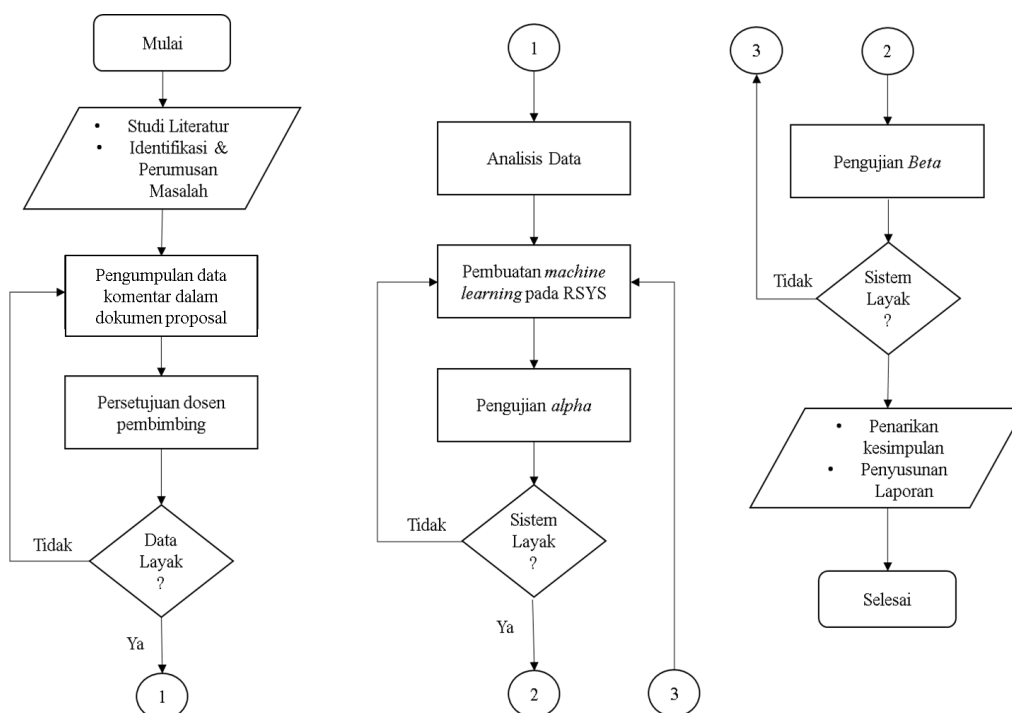 Mulai
• Studi Literatur
• Identifikasi &
Perumusan
Masalah
Pengumpulan data
komentar dalam
dokumen proposal
Persetujuan dosen
pembimbing
Data
Layak
?
Tidak
Ya
1
1
Analisis Data
Pembuatan machine
learning pada RSYS
Pengujian alpha
Sistem
Layak
?
Tidak
Ya
2
3
3
2
Pengujian Beta
Sistem
Layak
?
Tidak
• Penarikan
kesimpulan
• Penyusunan
Laporan
Selesai